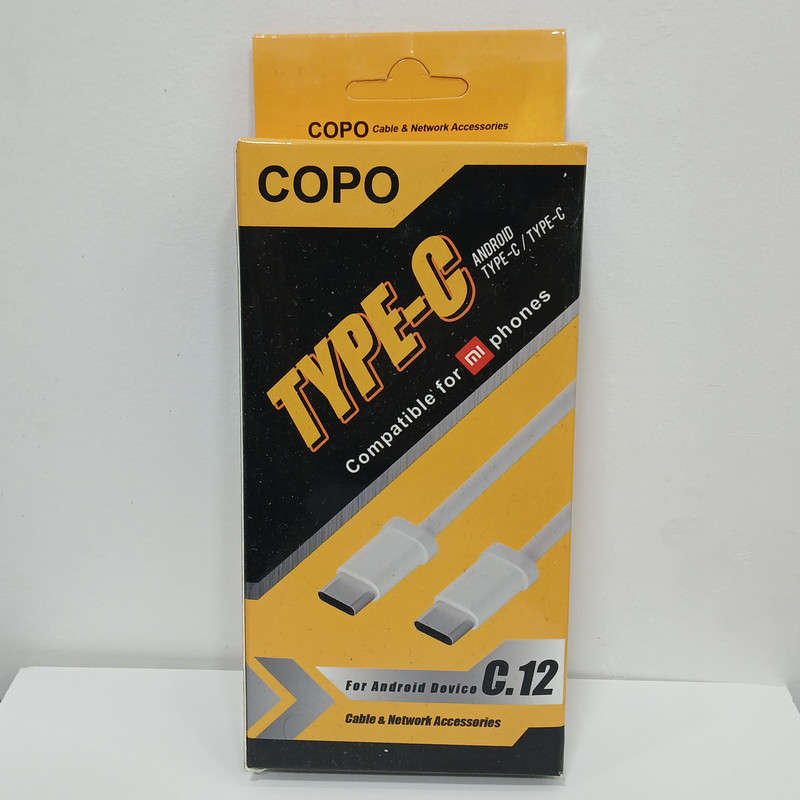 COPO Cable & Network Accessories
COPO
TYPE-C
ANDROID
TYPE-C / TYPE-C
Compatible for mi phones
For Android Device C.12
Cable & Network Accessories